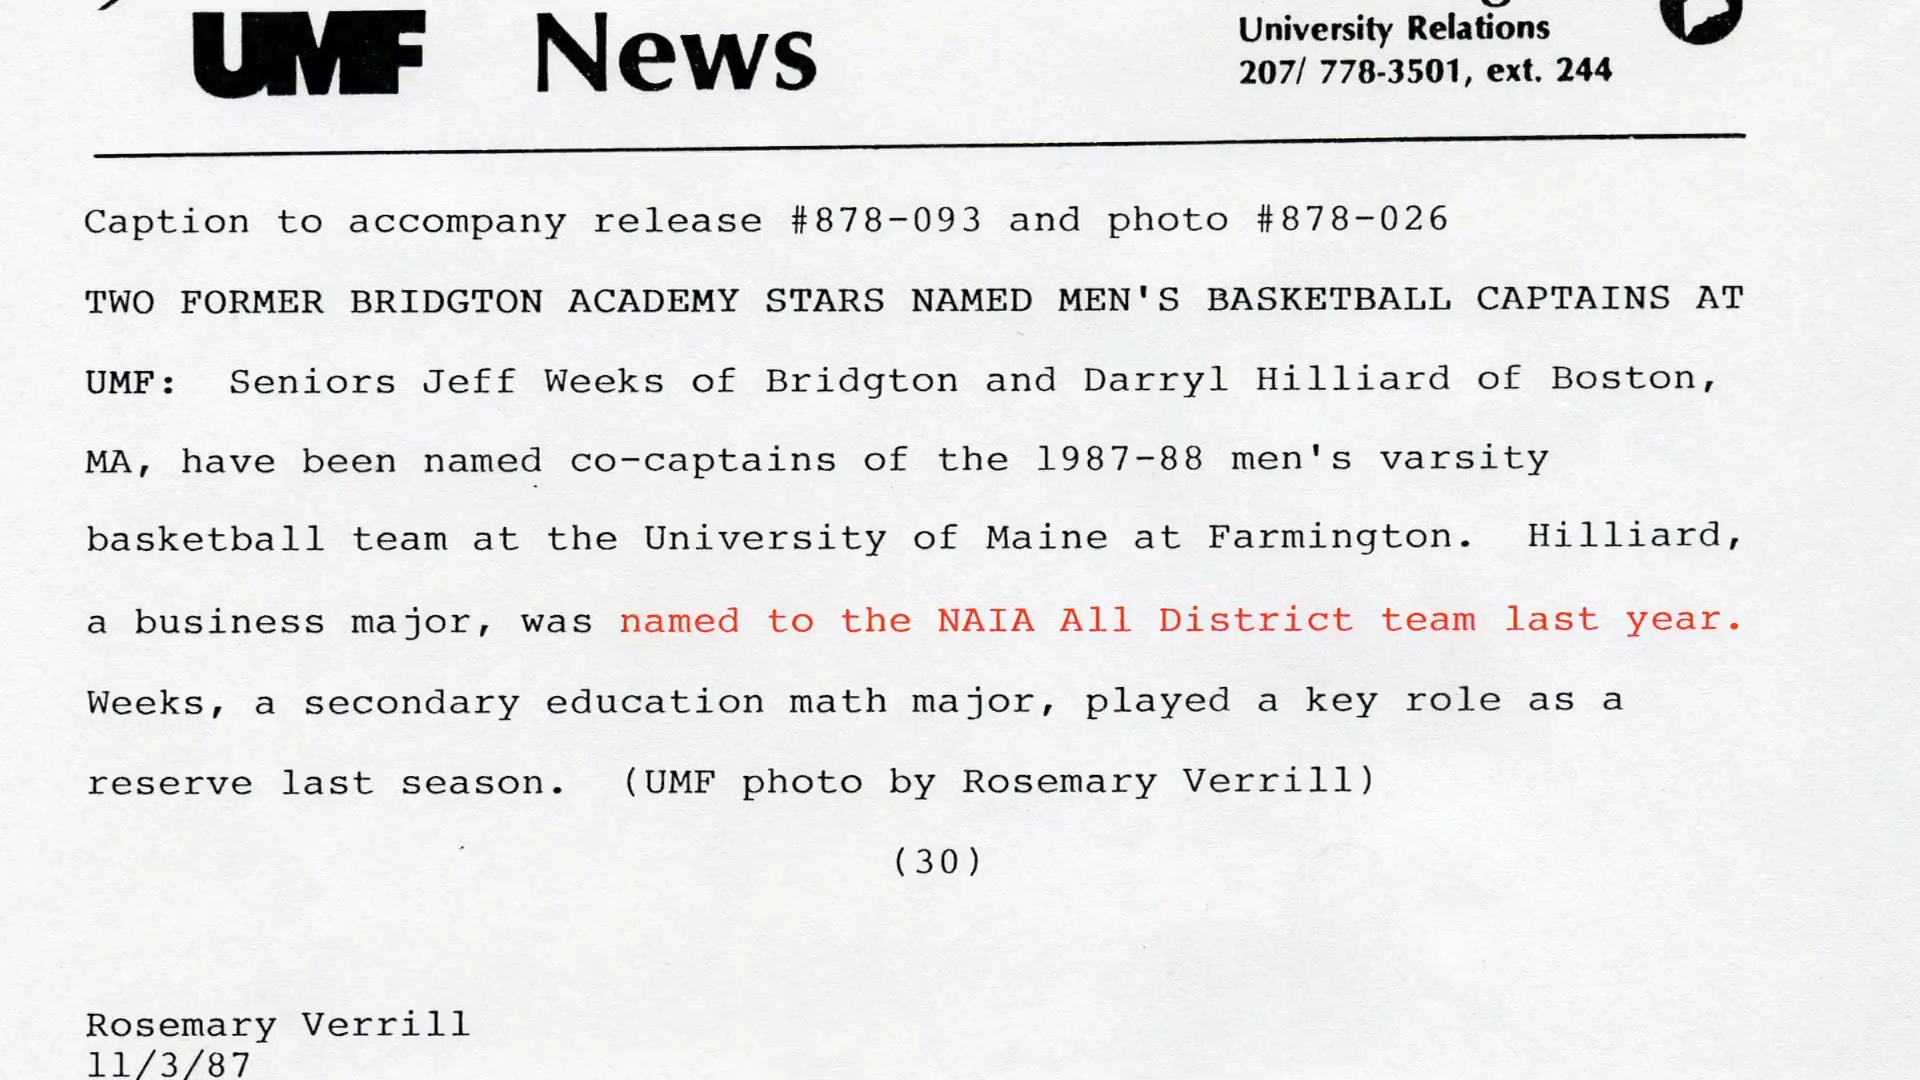 UMF News
University Relations
207/ 778-3501, ext. 244
Caption to accompany release #878-093 and photo #878-026
TWO FORMER BRIDGTON ACADEMY STARS NAMED MEN'S BASKETBALL CAPTAINS AT
UMF:  Seniors Jeff Weeks of Bridgton and Darryl Hilliard of Boston,
MA, have been named co-captains of the 1987-88 men's varsity
basketball team at the University of Maine at Farmington.  Hilliard,
a business major, was named to the NAIA All District team last year.
Weeks, a secondary education math major, played a key role as a
reserve last season.  (UMF photo by Rosemary Verrill)
(30)
Rosemary Verrill
11/3/87